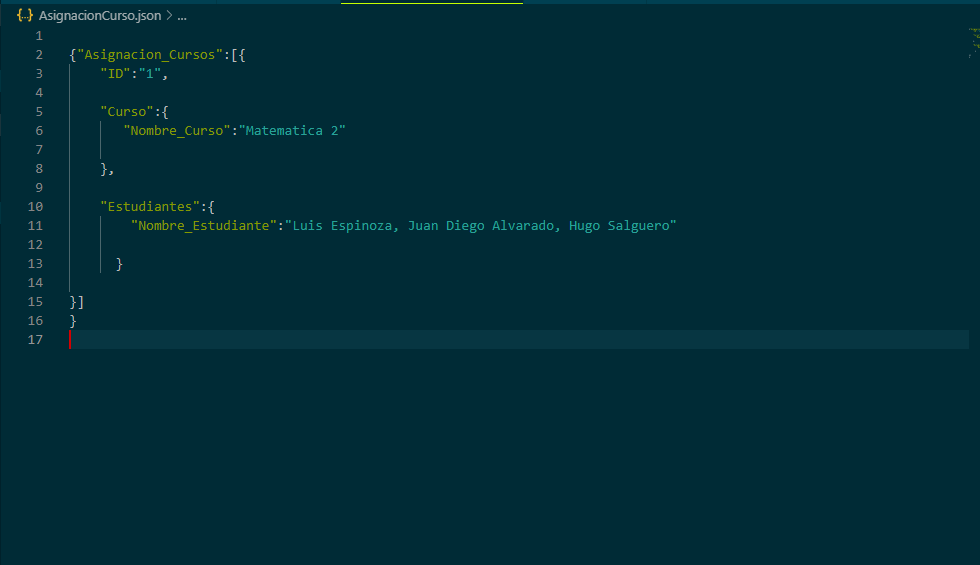 {..} AsignacionCurso.json > ...
1
2 {"Asignacion_Cursos":[{
3 "ID":"1",
4
5 "Curso":{
6 "Nombre_Curso":"Matematica 2"
7
8 },
9
10 "Estudiantes":{
11 "Nombre_Estudiante":"Luis Espinoza, Juan Diego Alvarado, Hugo Salguero"
12
13 }
14
15 }]
16 }
17